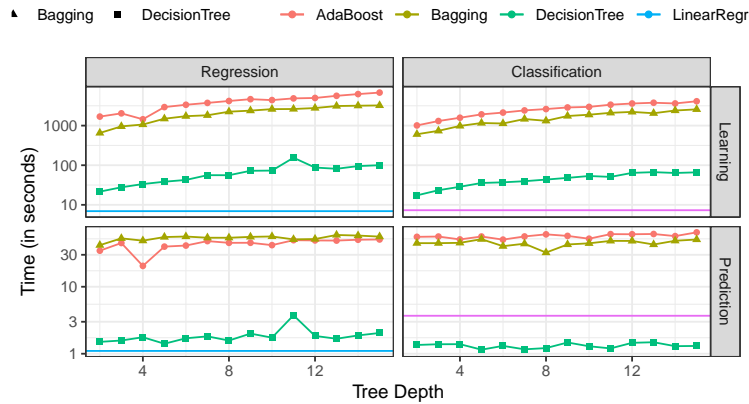 Bagging DecisionTree AdaBoost Bagging DecisionTree LinearRegr
Regression Classification
1000
100
10
Learning
Time (in seconds)
30
10
3
1
Prediction
4 8 12 4 8 12
Tree Depth